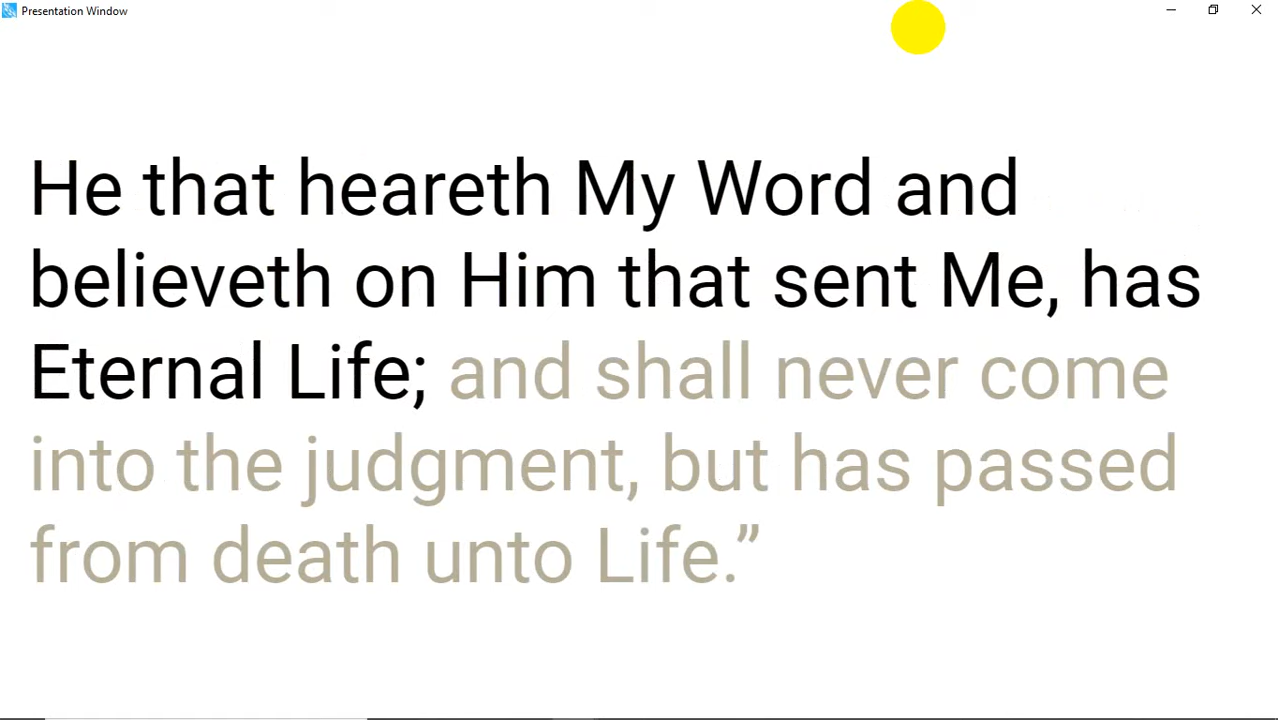 Presentation Window
He that heareth My Word and
believeth on Him that sent Me, has
Eternal Life; and shall never come
into the judgment, but has passed
from death unto Life.”